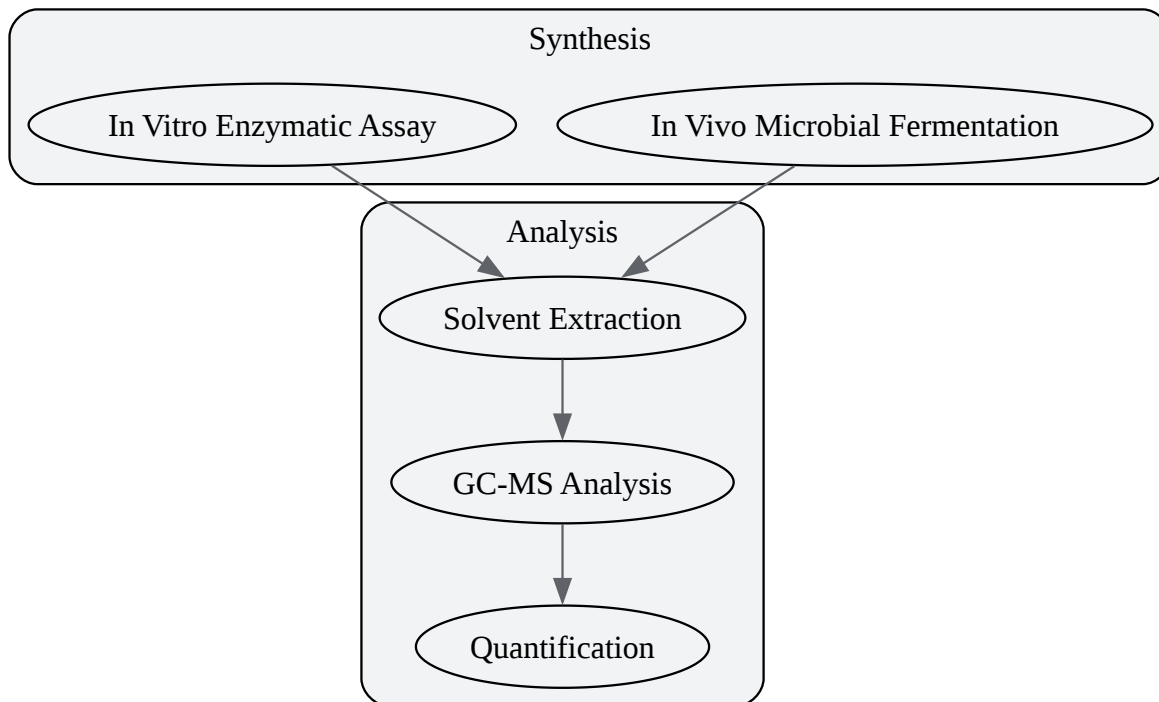 Synthesis
In Vitro Enzymatic Assay
In Vivo Microbial Fermentation
Analysis
Solvent Extraction
GC-MS Analysis
Quantification